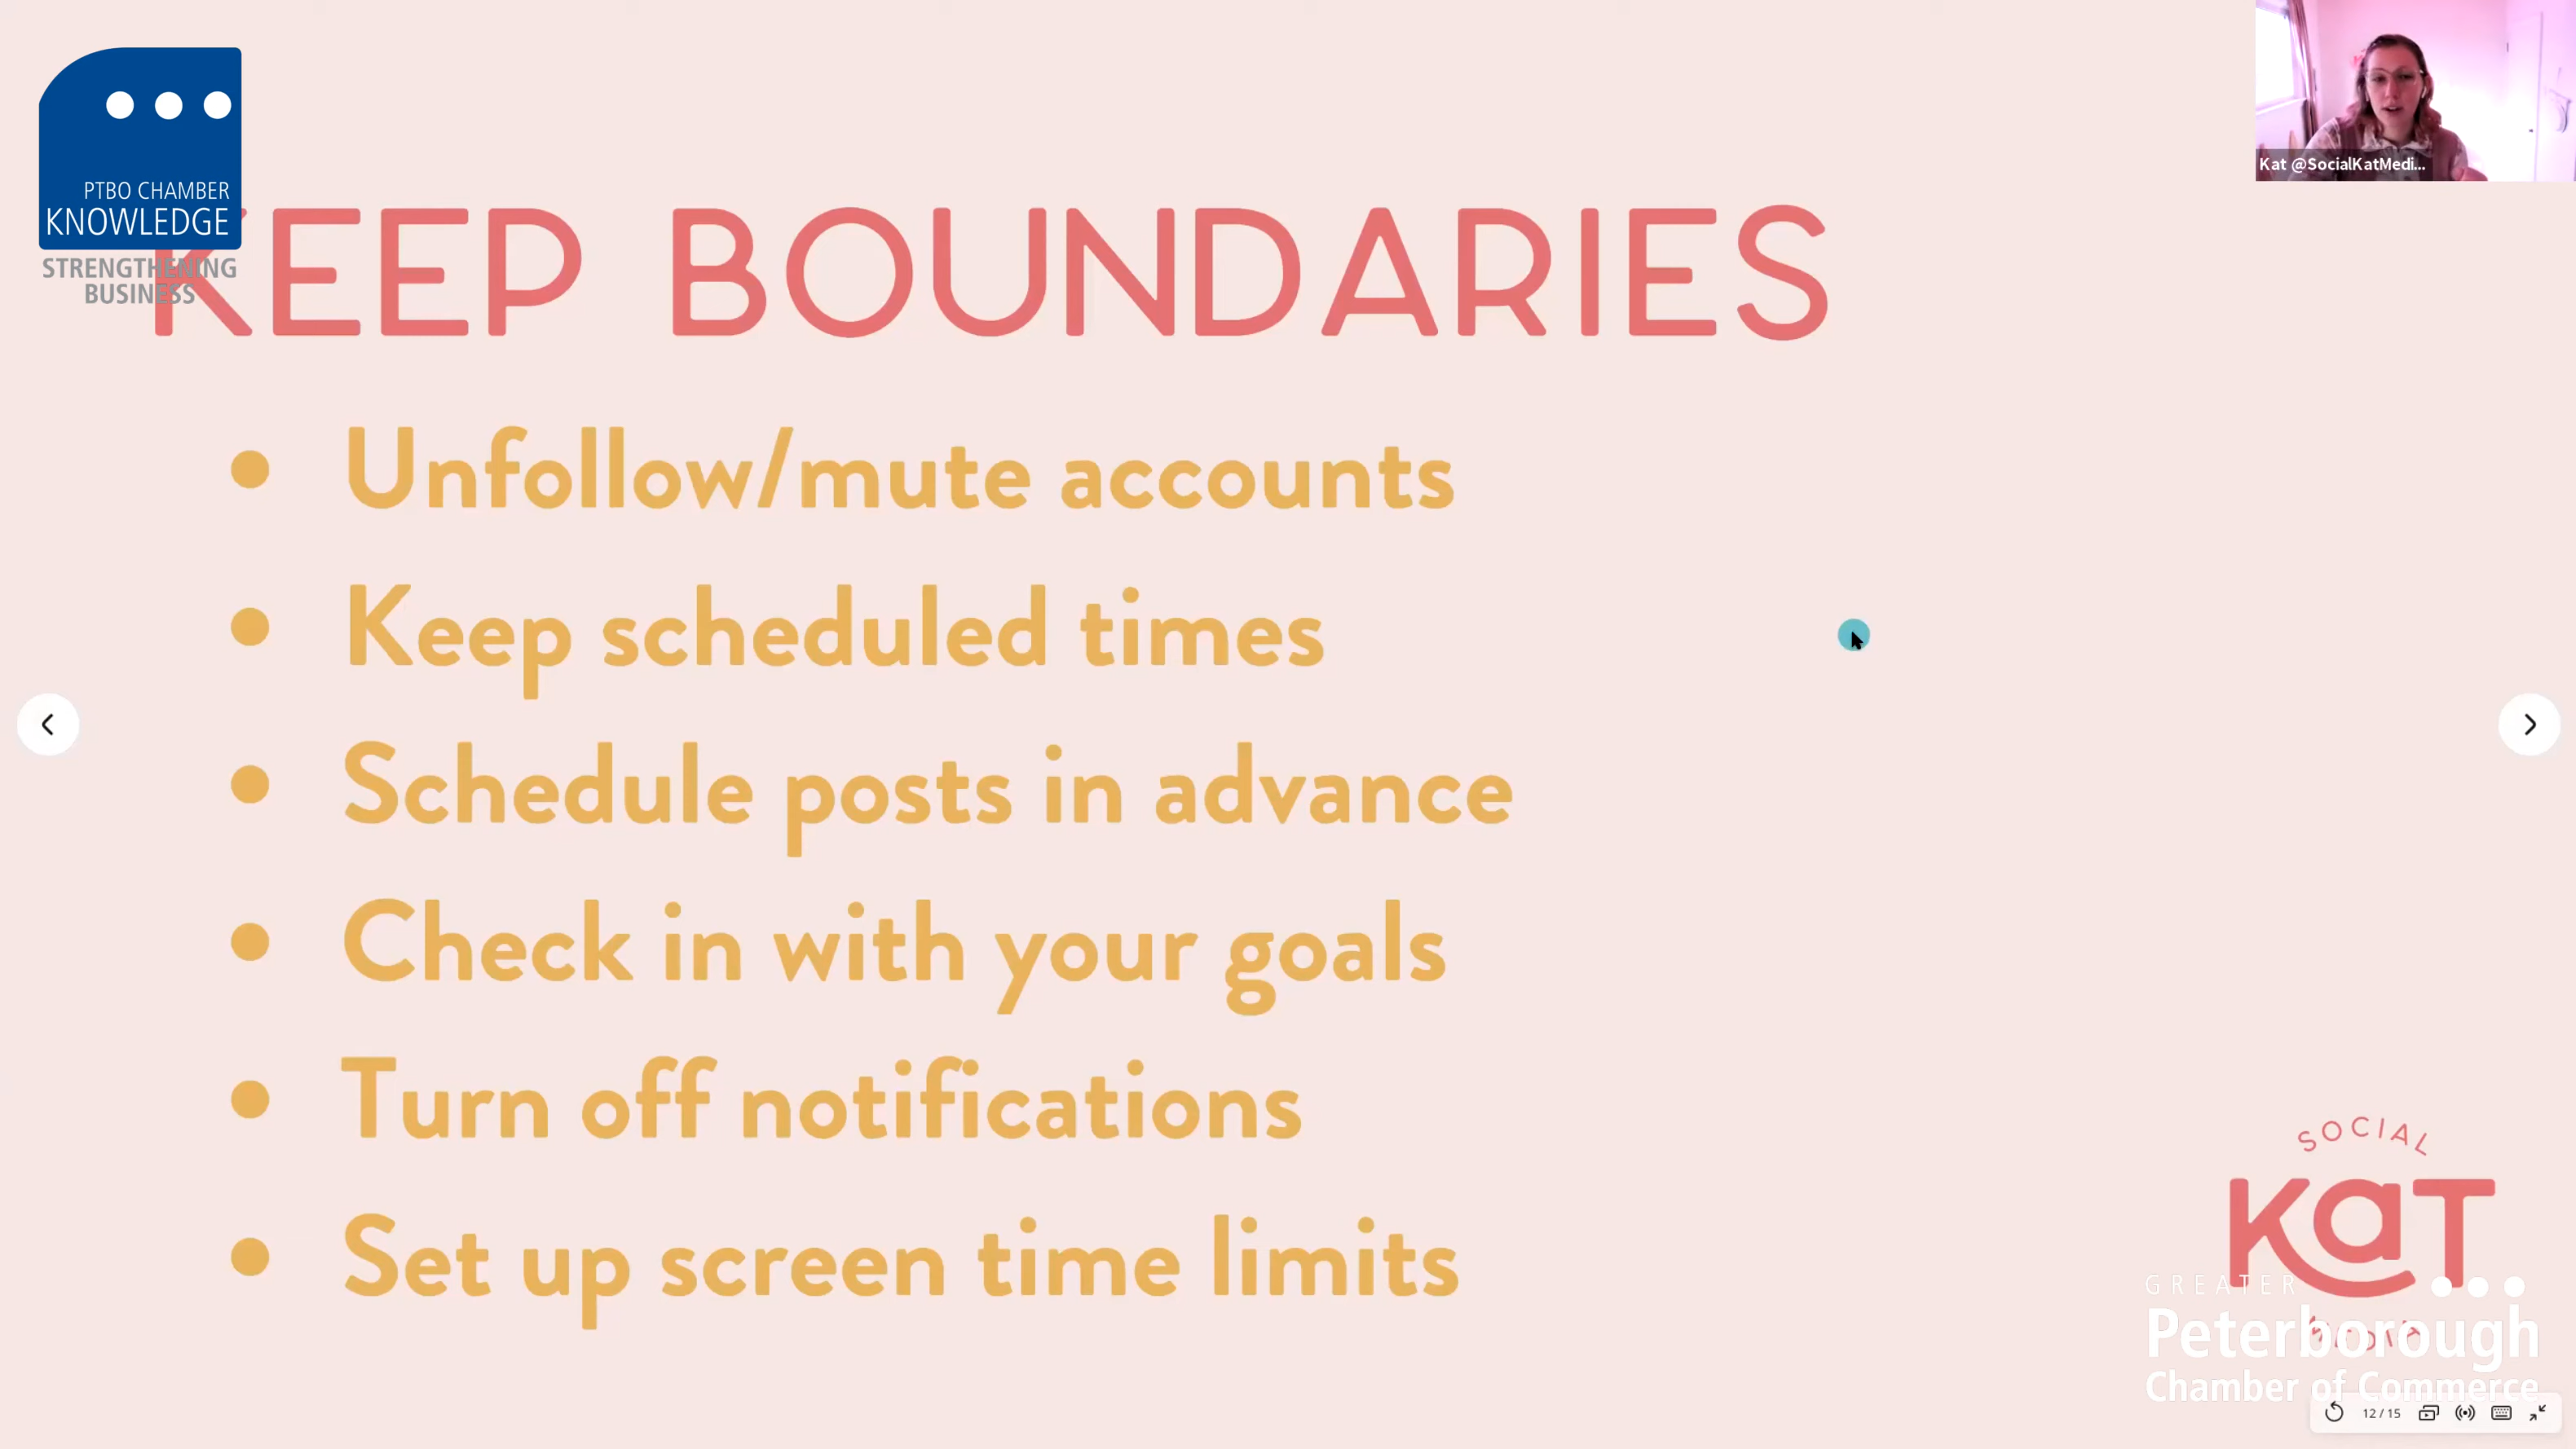 PTBO CHAMBER
KNOWLEDGE
STRENGTHENING
BUSINESS
Kat @SocialKatMedi...
KEEP BOUNDARIES
• Unfollow/mute accounts
• Keep scheduled times
• Schedule posts in advance
• Check in with your goals
• Turn off notifications
• Set up screen time limits
SOCIAL
KaT
MEDIA
GREATER
Peterborough
Chamber of Commerce
12/15